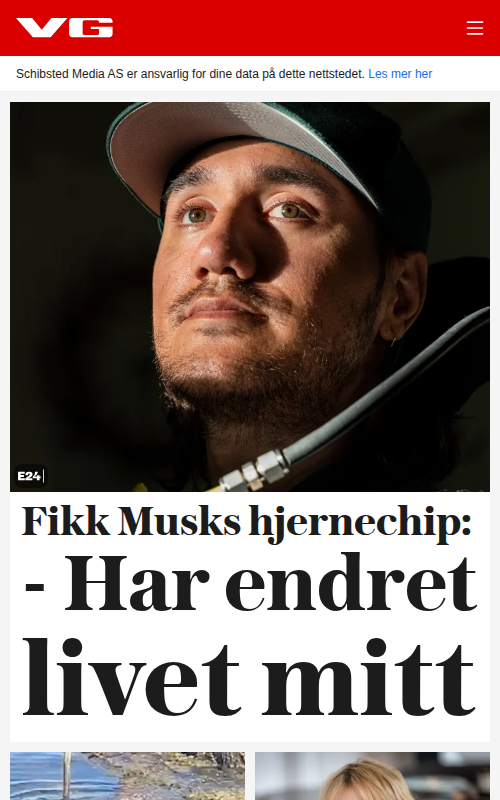 VG
Schibsted Media AS er ansvarlig for dine data på dette nettstedet. Les mer her
E24
Fikk Musks hjernechip:
- Har endret
livet mitt